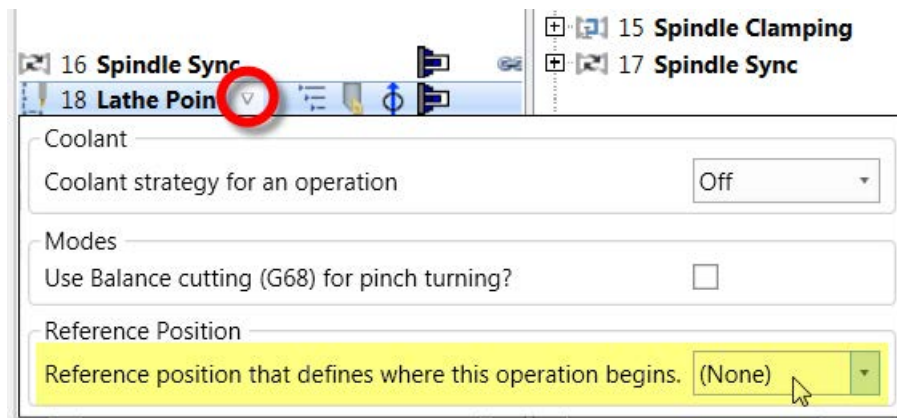 15 Spindle Clamping
16 Spindle Sync
17 Spindle Sync
18 Lathe Poin
Coolant
Coolant strategy for an operation Off
Modes
Use Balance cutting (G68) for pinch turning?
Reference Position
Reference position that defines where this operation begins. (None)